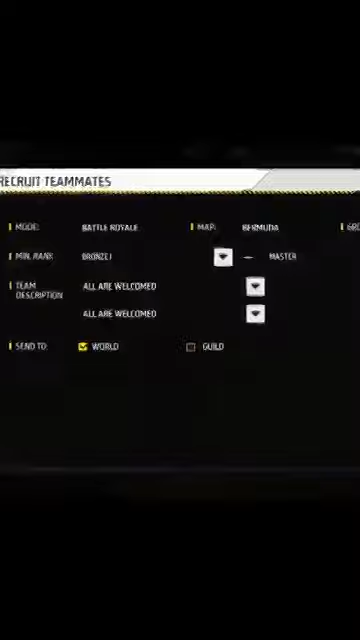 RECRUIT TEAMMATES
MODE: BATTLE ROYALE MAP: BERMUDA
MIN. RANK BRONZE I — MASTER
TEAM DESCRIPTION ALL ARE WELCOMED
ALL ARE WELCOMED
SEND TO: WORLD GUILD